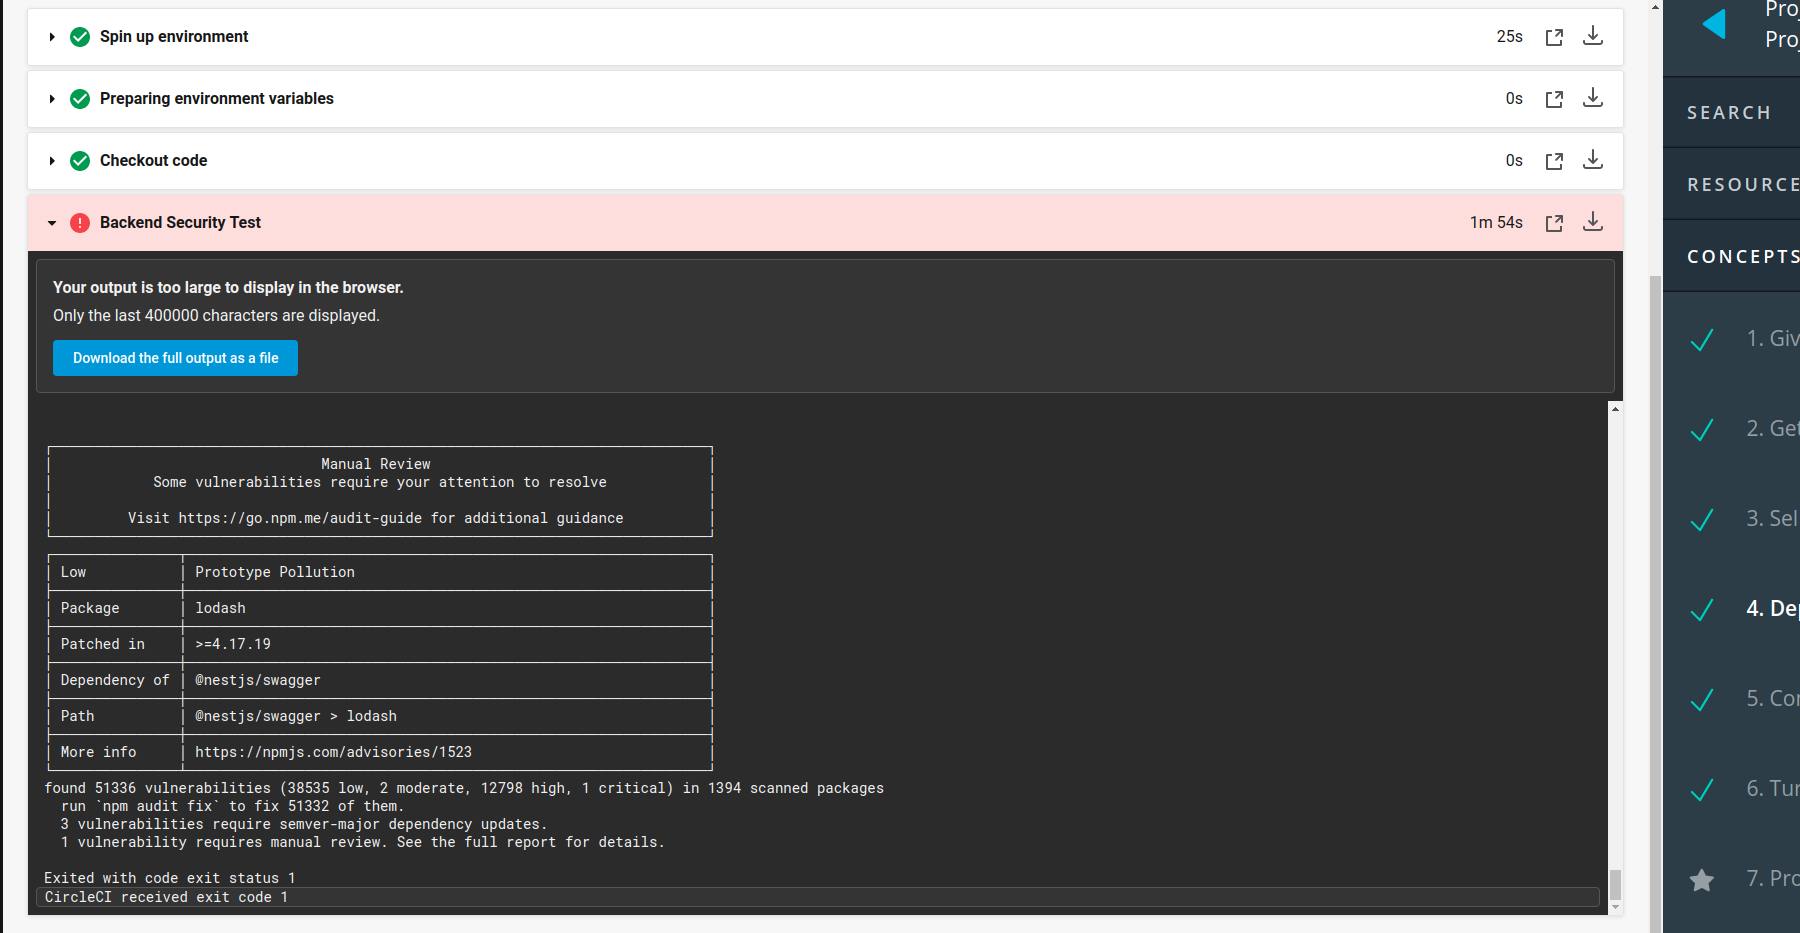 Spin up environment 25s
Preparing environment variables 0s
Checkout code 0s
Backend Security Test 1m 54s
Your output is too large to display in the browser.
Only the last 400000 characters are displayed.
Download the full output as a file
Manual Review
Some vulnerabilities require your attention to resolve
Visit https://go.npm.me/audit-guide for additional guidance
Low Prototype Pollution
Package lodash
Patched in >=4.17.19
Dependency of @nestjs/swagger
Path @nestjs/swagger > lodash
More info https://npmjs.com/advisories/1523
found 51336 vulnerabilities (38535 low, 2 moderate, 12798 high, 1 critical) in 1394 scanned packages
run `npm audit fix` to fix 51332 of them.
3 vulnerabilities require semver-major dependency updates.
1 vulnerability requires manual review. See the full report for details.
Exited with code exit status 1
CircleCI received exit code 1
Pro
Pro
SEARCH
RESOURCE
CONCEPTS
1. Giv
2. Get
3. Sel
4. Dep
5. Cor
6. Tur
7. Pro